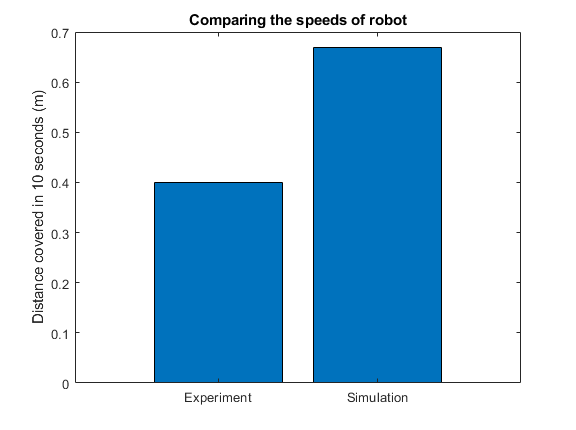 Comparing the speeds of robot
Distance covered in 10 seconds (m)
0.7
0.6
0.5
0.4
0.3
0.2
0.1
0
Experiment
Simulation